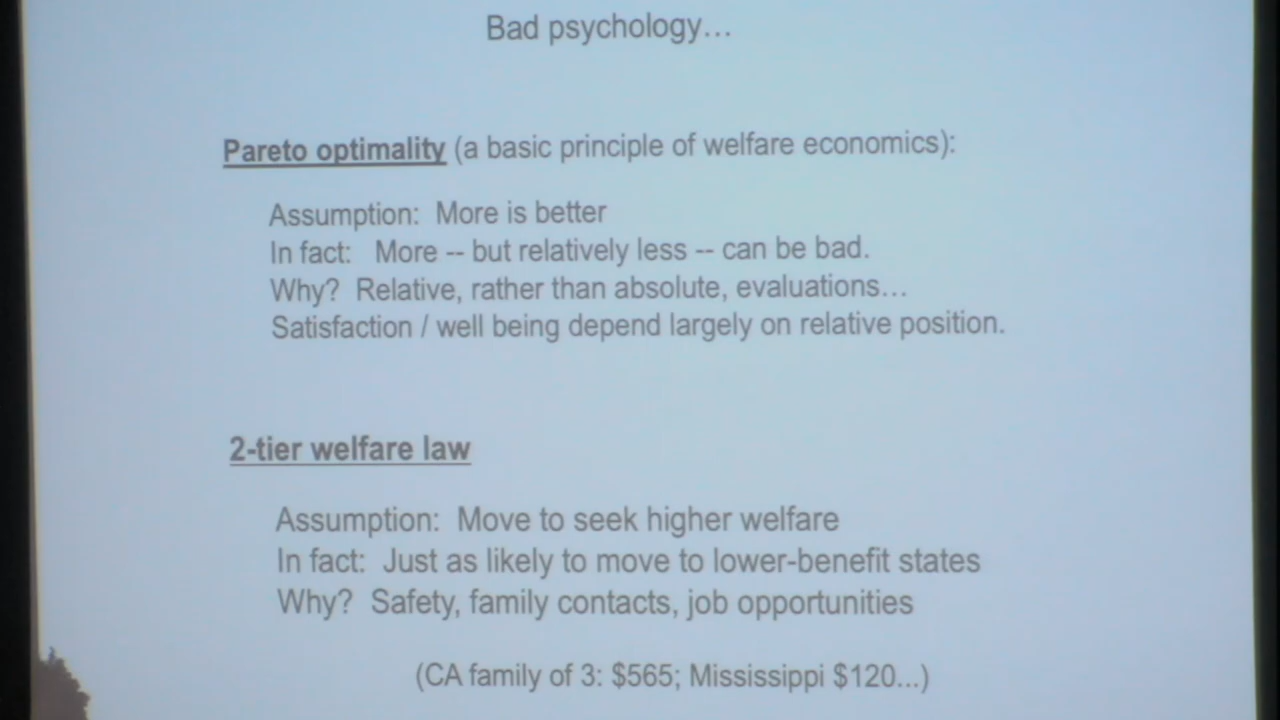 Bad psychology...
Pareto optimality (a basic principle of welfare economics):
Assumption: More is better
In fact: More -- but relatively less -- can be bad.
Why? Relative, rather than absolute, evaluations...
Satisfaction / well being depend largely on relative position.
2-tier welfare law
Assumption: Move to seek higher welfare
In fact: Just as likely to move to lower-benefit states
Why? Safety, family contacts, job opportunities
(CA family of 3: $565; Mississippi $120...)